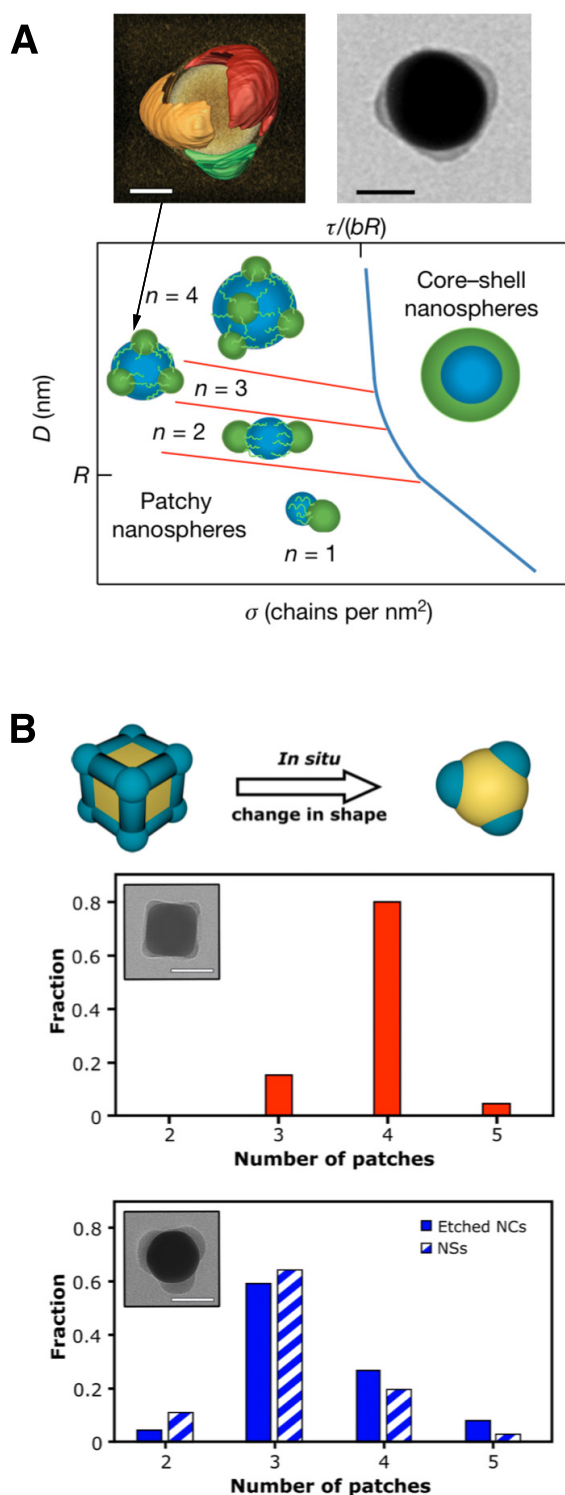 A
τ/(bR)
Core–shell
nanospheres
n = 4
n = 3
D (nm)
n = 2
R
Patchy
nanospheres
n = 1
σ (chains per nm²)
B
In situ
change in shape
0.8
0.6
0.4
0.2
0
Fraction
2 3 4 5
Number of patches
Etched NCs
NSs
0.8
0.6
0.4
0.2
0
Fraction
2 3 4 5
Number of patches